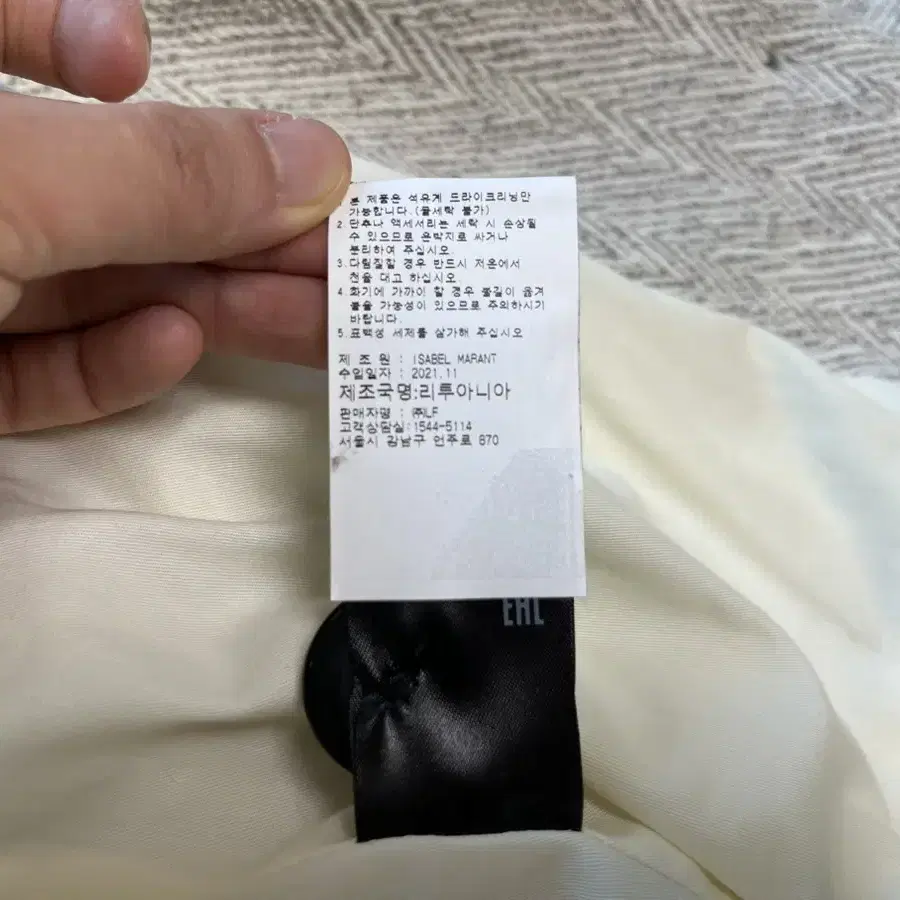 1 본 제품은 석유계 드라이크리닝만
가능합니다.(물세탁 불가)
2 단추나 액세서리는 세탁 시 손상될
수 있으므로 은박지로 싸거나
분리하여 주십시오
3.다림질할 경우 반드시 저온에서
천을 대고 하십시오
4 화기에 가까이 할 경우 불길이 옮겨
붙을 가능성이 있으므로 주의하시기
바랍니다.
5.표백성 세제를 삼가해 주십시오
제 조 원 : ISABEL MARANT
수입일자 : 2021.11
제조국명:리투아니아
판매자명 : ㈜LF
고객상담실:1544-5114
서울시 강남구 언주로 870
EAC